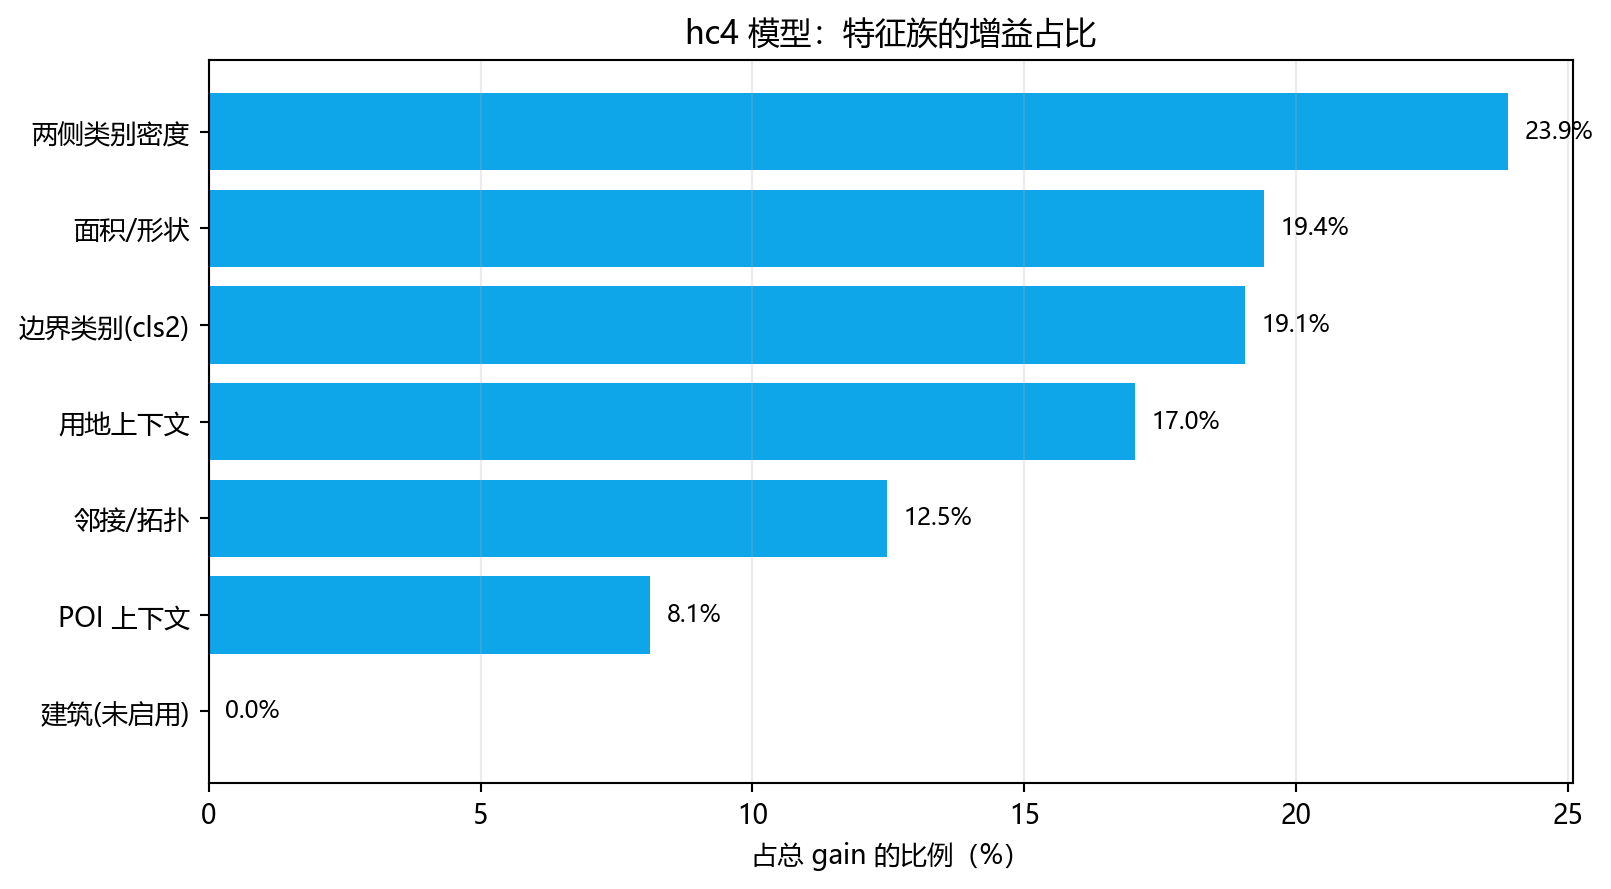 hc4 模型：特征族的增益占比
两侧类别密度 23.9%
面积/形状 19.4%
边界类别(cls2) 19.1%
用地上下文 17.0%
邻接/拓扑 12.5%
POI 上下文 8.1%
建筑(未启用) 0.0%
0 5 10 15 20 25
占总 gain 的比例（%）